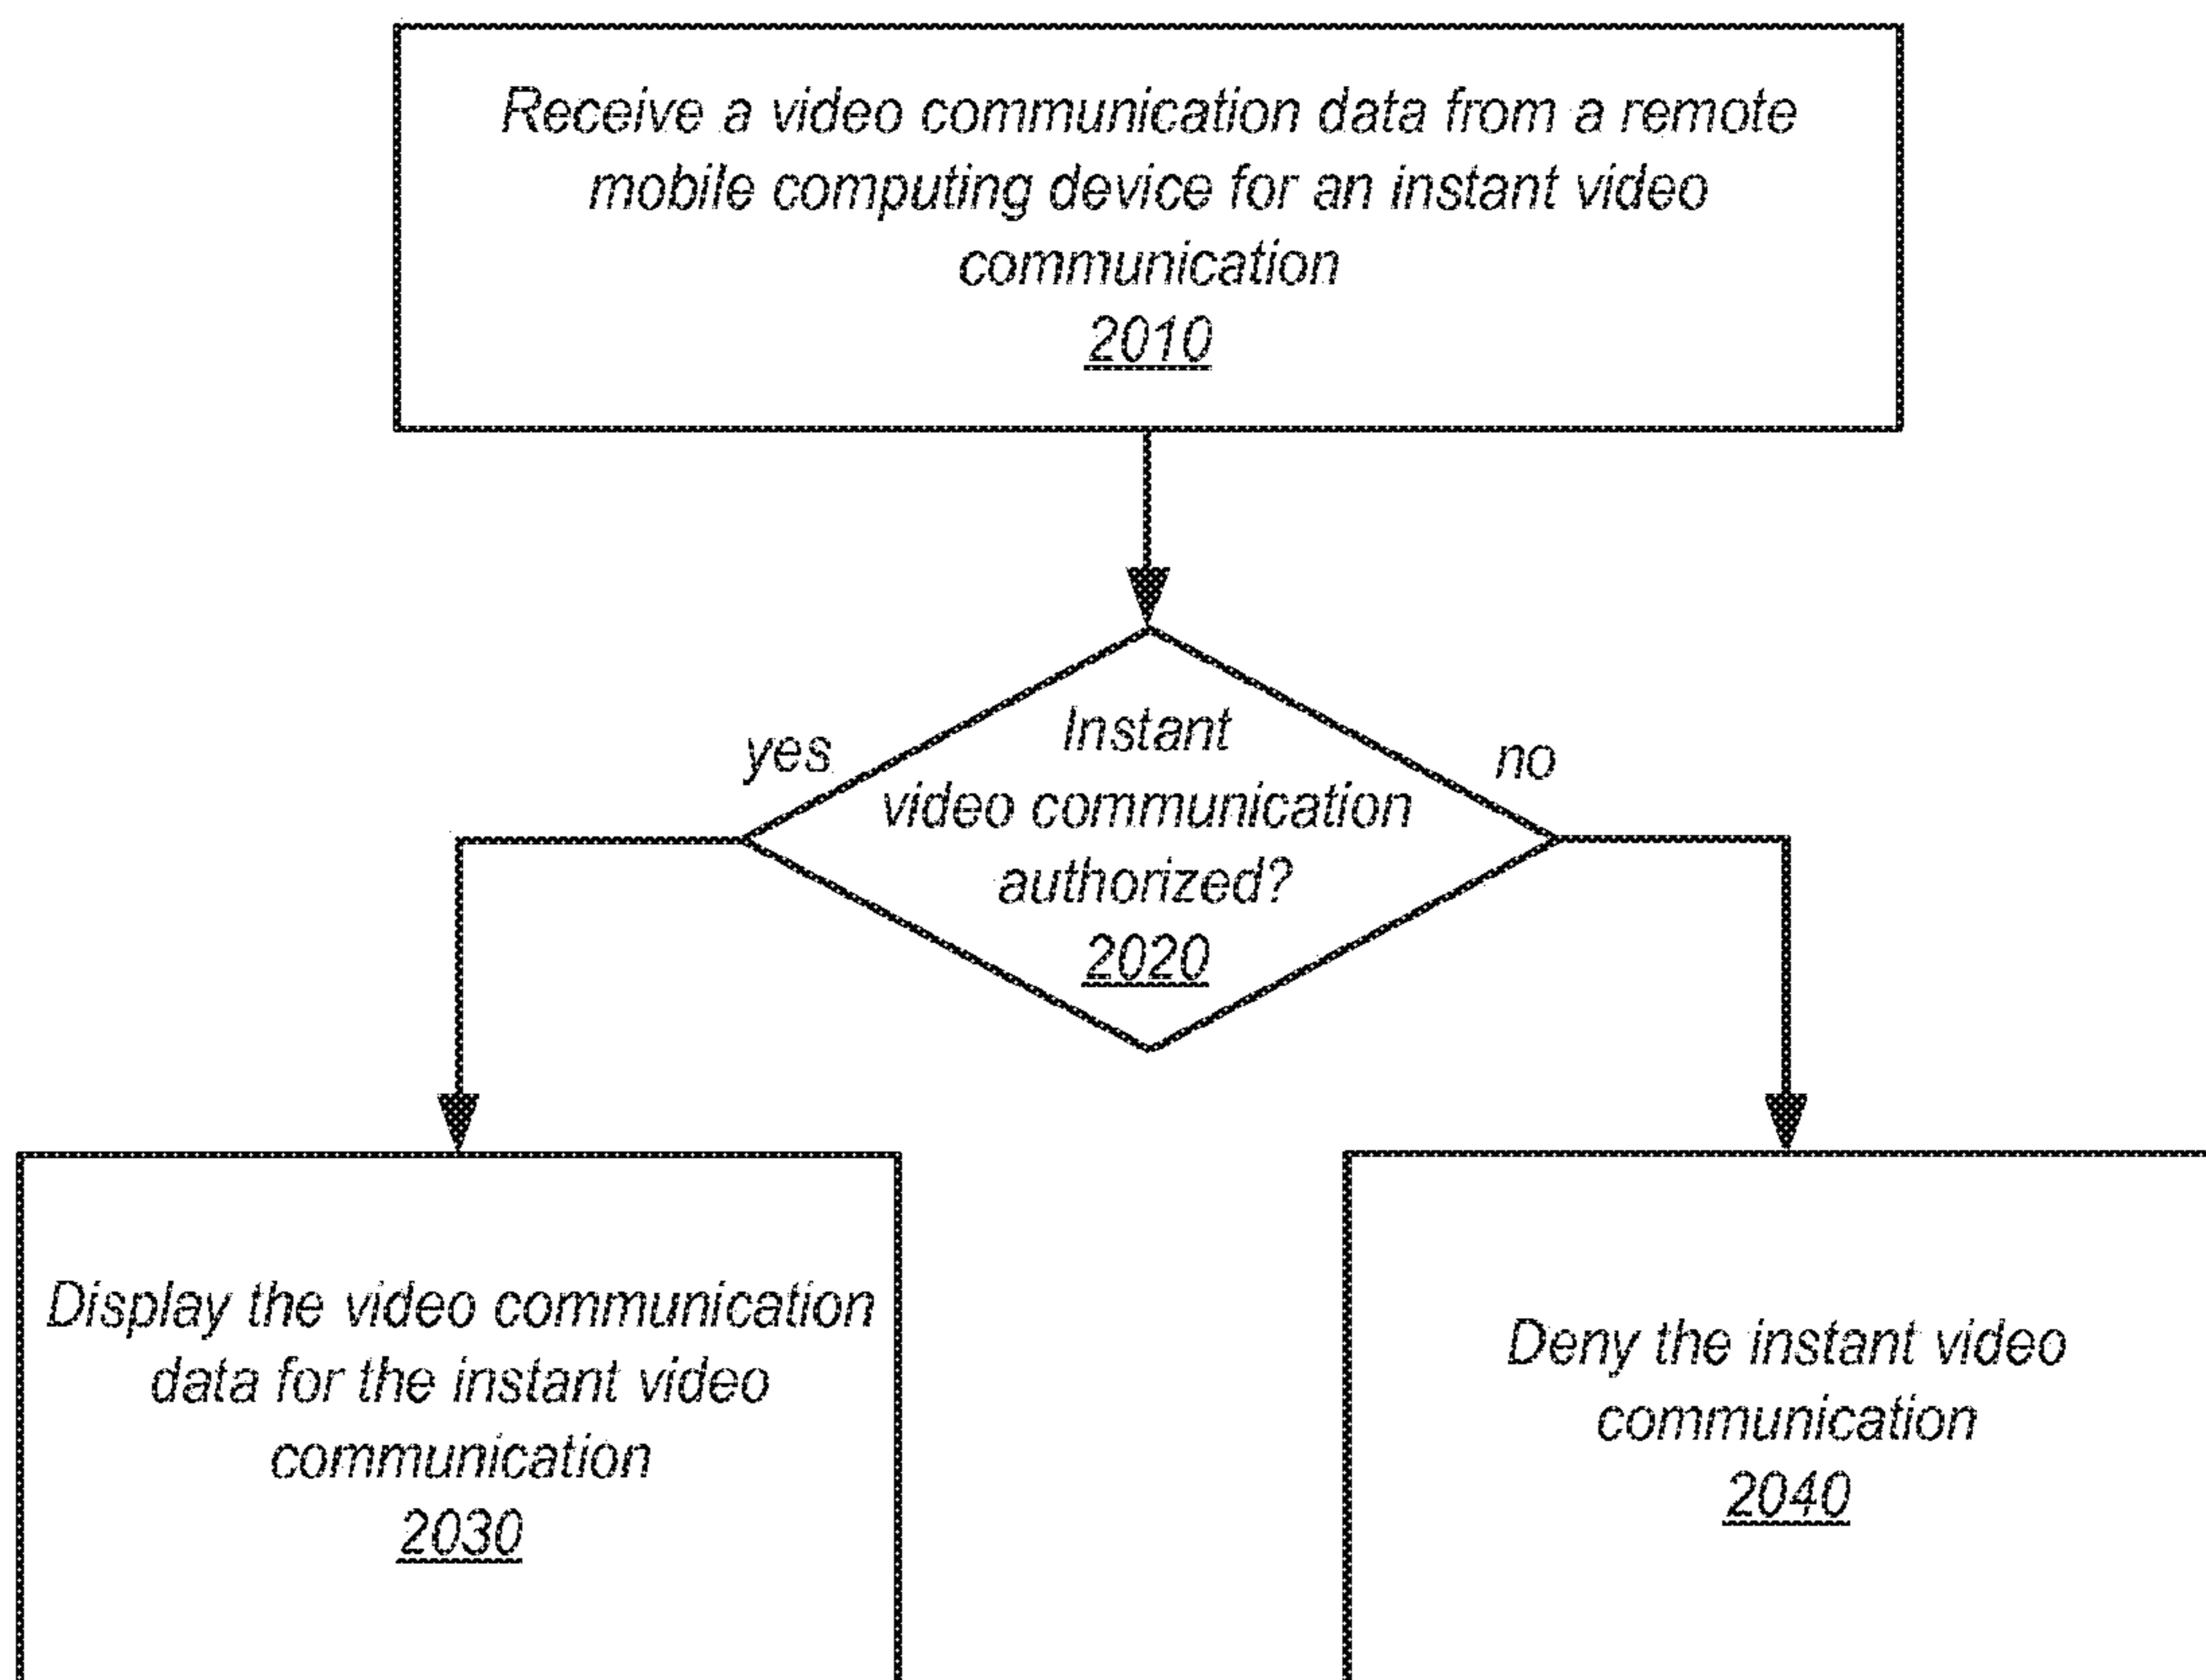 Receive a video communication data from a remote
mobile computing device for an instant video
communication
2010
Instant
video communication
authorized?
2020
yes
no
Display the video communication
data for the instant video
communication
2030
Deny the instant video
communication
2040